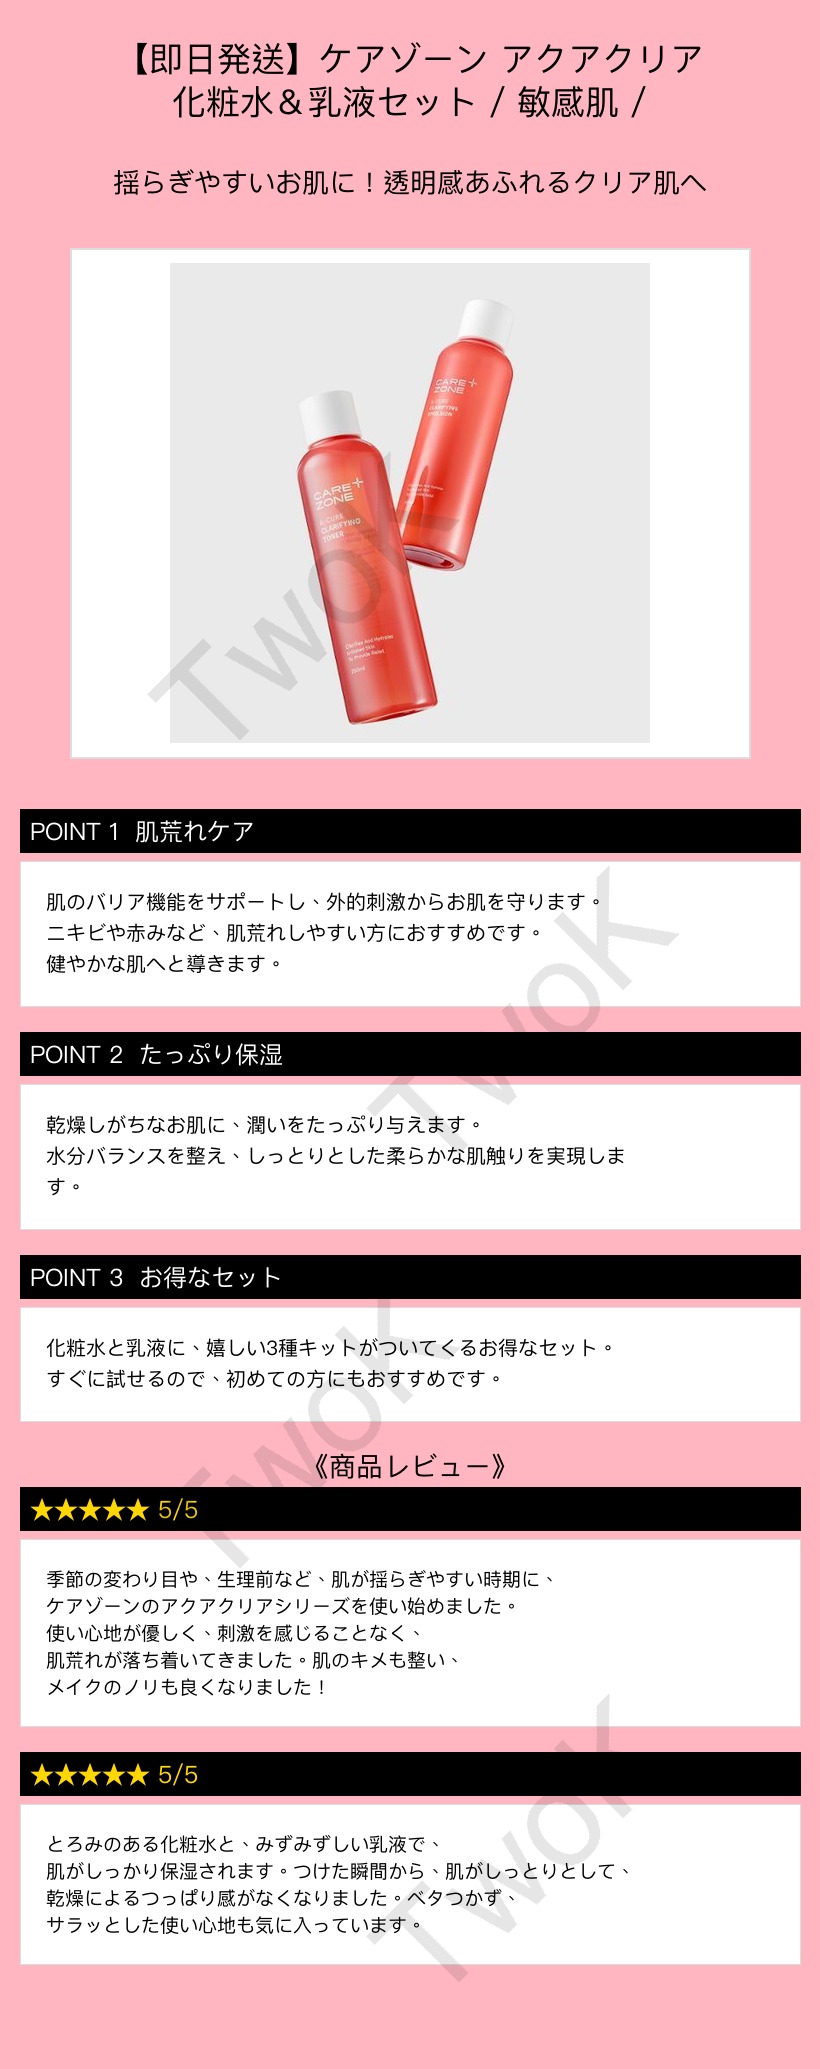 【即日発送】ケアゾーン アクアクリア
化粧水＆乳液セット / 敏感肌 /
揺らぎやすいお肌に！透明感あふれるクリア肌へ
CARE+
ZONE
CLARIFYING
EMULSION
CARE+
ZONE
A-CURE
CLARIFYING
TONER
Clarifies And Hydrates
Irritated Skin
To Provide Relief.
250ml
TwoK
POINT 1 肌荒れケア
肌のバリア機能をサポートし、外的刺激からお肌を守ります。
ニキビや赤みなど、肌荒れしやすい方におすすめです。
健やかな肌へと導きます。
TwoK
POINT 2 たっぷり保湿
乾燥しがちなお肌に、潤いをたっぷり与えます。
水分バランスを整え、しっとりとした柔らかな肌触りを実現しま
す。
POINT 3 お得なセット
化粧水と乳液に、嬉しい3種キットがついてくるお得なセット。
すぐに試せるので、初めての方にもおすすめです。
TwoK
《商品レビュー》
★★★★★ 5/5
季節の変わり目や、生理前など、肌が揺らぎやすい時期に、
ケアゾーンのアクアクリアシリーズを使い始めました。
使い心地が優しく、刺激を感じることなく、
肌荒れが落ち着いてきました。肌のキメも整い、
メイクのノリも良くなりました！
★★★★★ 5/5
とろみのある化粧水と、みずみずしい乳液で、
肌がしっかり保湿されます。つけた瞬間から、肌がしっとりとして、
乾燥によるつっぱり感がなくなりました。ベタつかず、
サラッとした使い心地も気に入っています。
TwoK